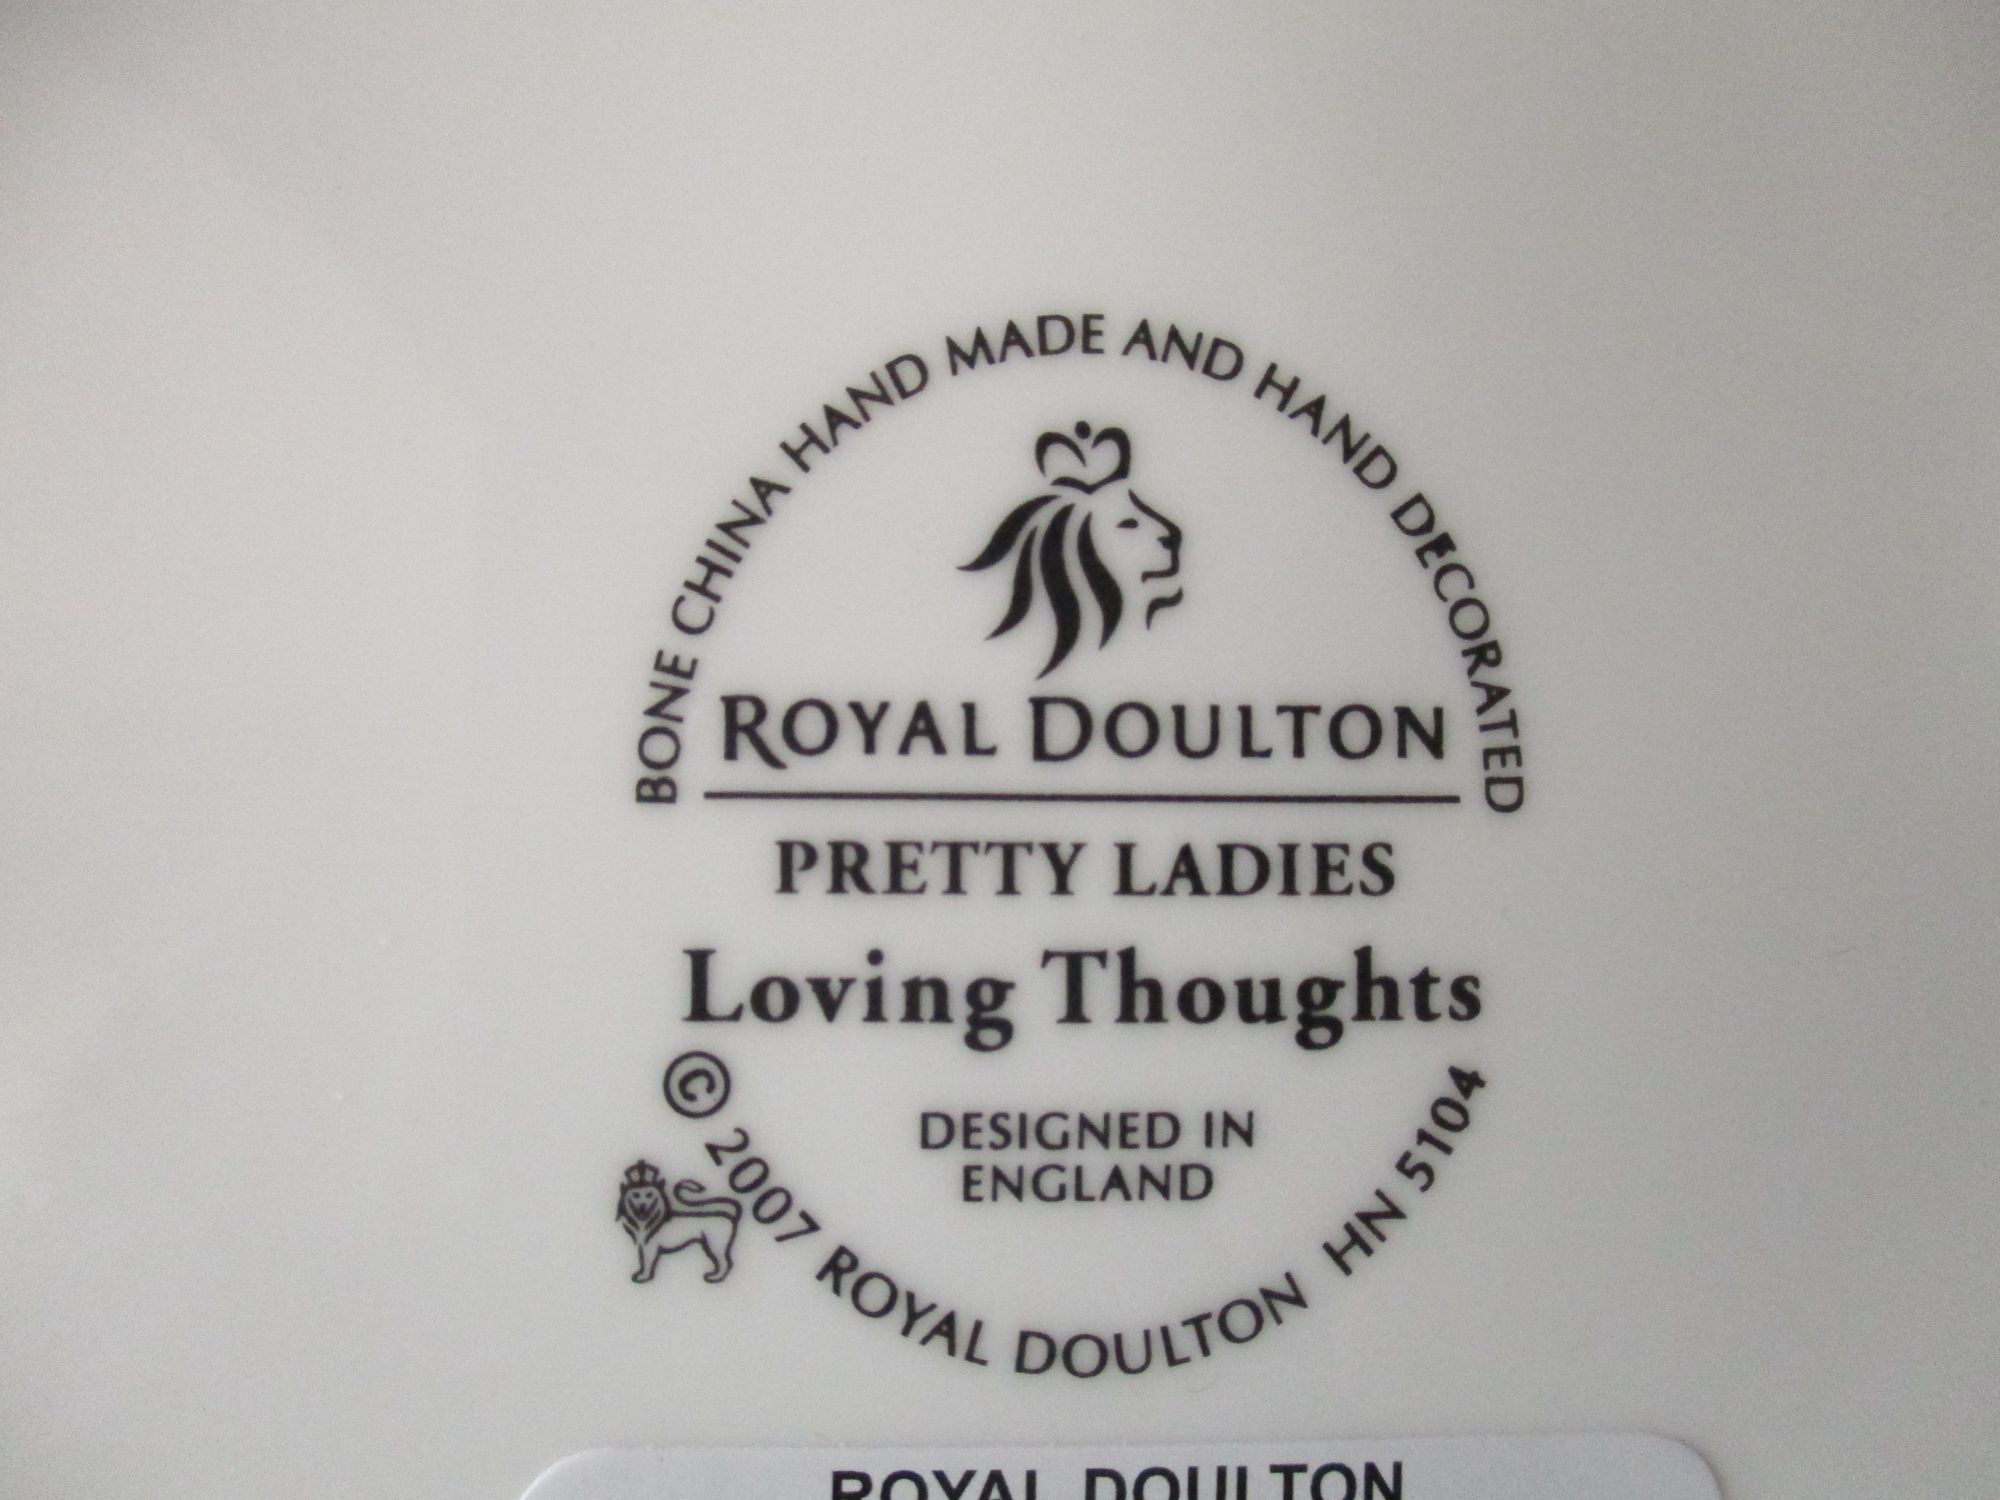 BONE CHINA HAND MADE AND HAND DECORATED
ROYAL DOULTON
PRETTY LADIES
Loving Thoughts
DESIGNED IN
ENGLAND
© 2007 ROYAL DOULTON HN 5104
ROYAL DOULTON